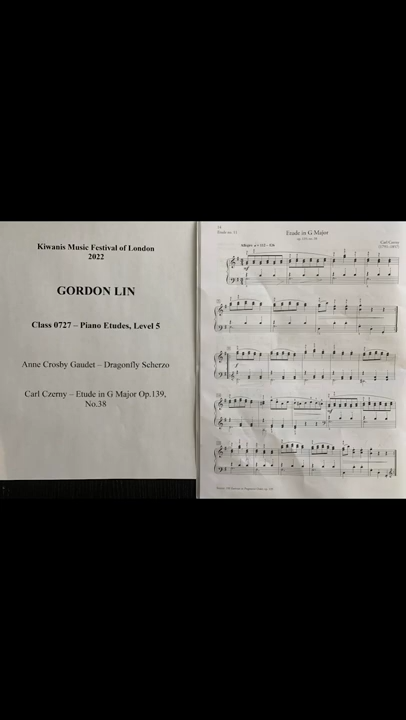 Kiwanis Music Festival of London
2022
GORDON LIN
Class 0727 – Piano Etudes, Level 5
Anne Crosby Gaudet – Dragonfly Scherzo
Carl Czerny – Etude in G Major Op.139,
No.38
Etude in G Major
Carl Czerny
Allegro